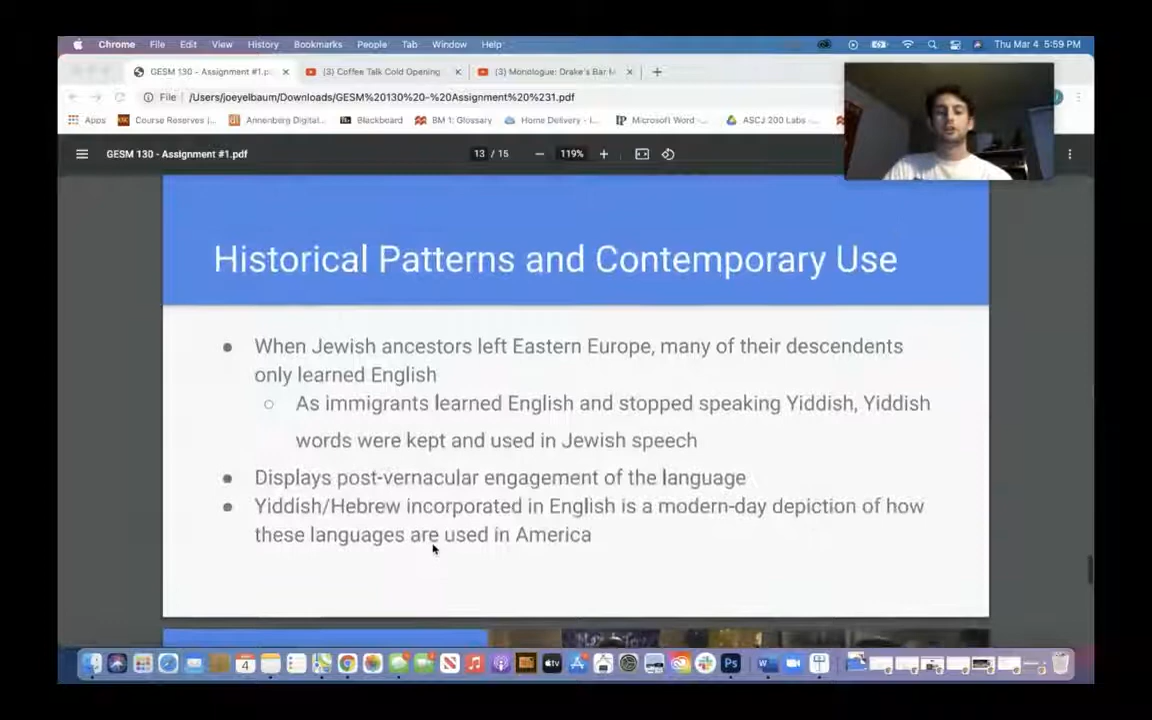 Chrome File Edit View History Bookmarks People Tab Window Help Thu Mar 4 5:59 PM
GESM 130 - Assignment #1.p (3) Coffee Talk Cold Opening (3) Monologue: Drake's Bar M
File /Users/joeyelbaum/Downloads/GESM%20130%20-%20Assignment%20%231.pdf
Apps Course Reserves |... Annenberg Digital... Blackboard BM 1: Glossary Home Delivery - I... Microsoft Word -... ASCJ 200 Labs -...
GESM 130 - Assignment #1.pdf 13 / 15 119%
Historical Patterns and Contemporary Use
● When Jewish ancestors left Eastern Europe, many of their descendents
only learned English
○ As immigrants learned English and stopped speaking Yiddish, Yiddish
words were kept and used in Jewish speech
● Displays post-vernacular engagement of the language
● Yiddish/Hebrew incorporated in English is a modern-day depiction of how
these languages are used in America